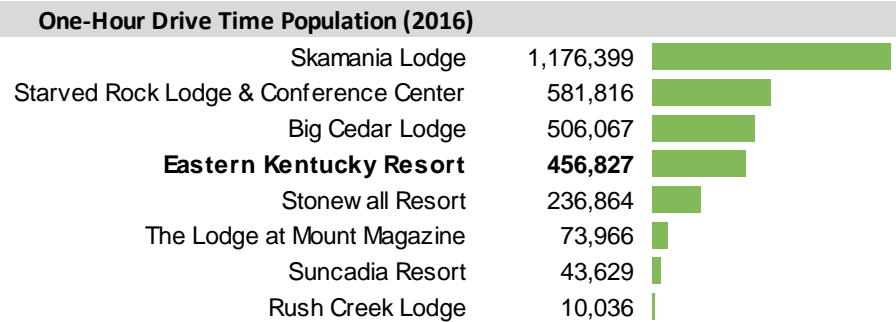 One-Hour Drive Time Population (2016)
Skamania Lodge 1,176,399
Starved Rock Lodge & Conference Center 581,816
Big Cedar Lodge 506,067
Eastern Kentucky Resort 456,827
Stonewall Resort 236,864
The Lodge at Mount Magazine 73,966
Suncadia Resort 43,629
Rush Creek Lodge 10,036